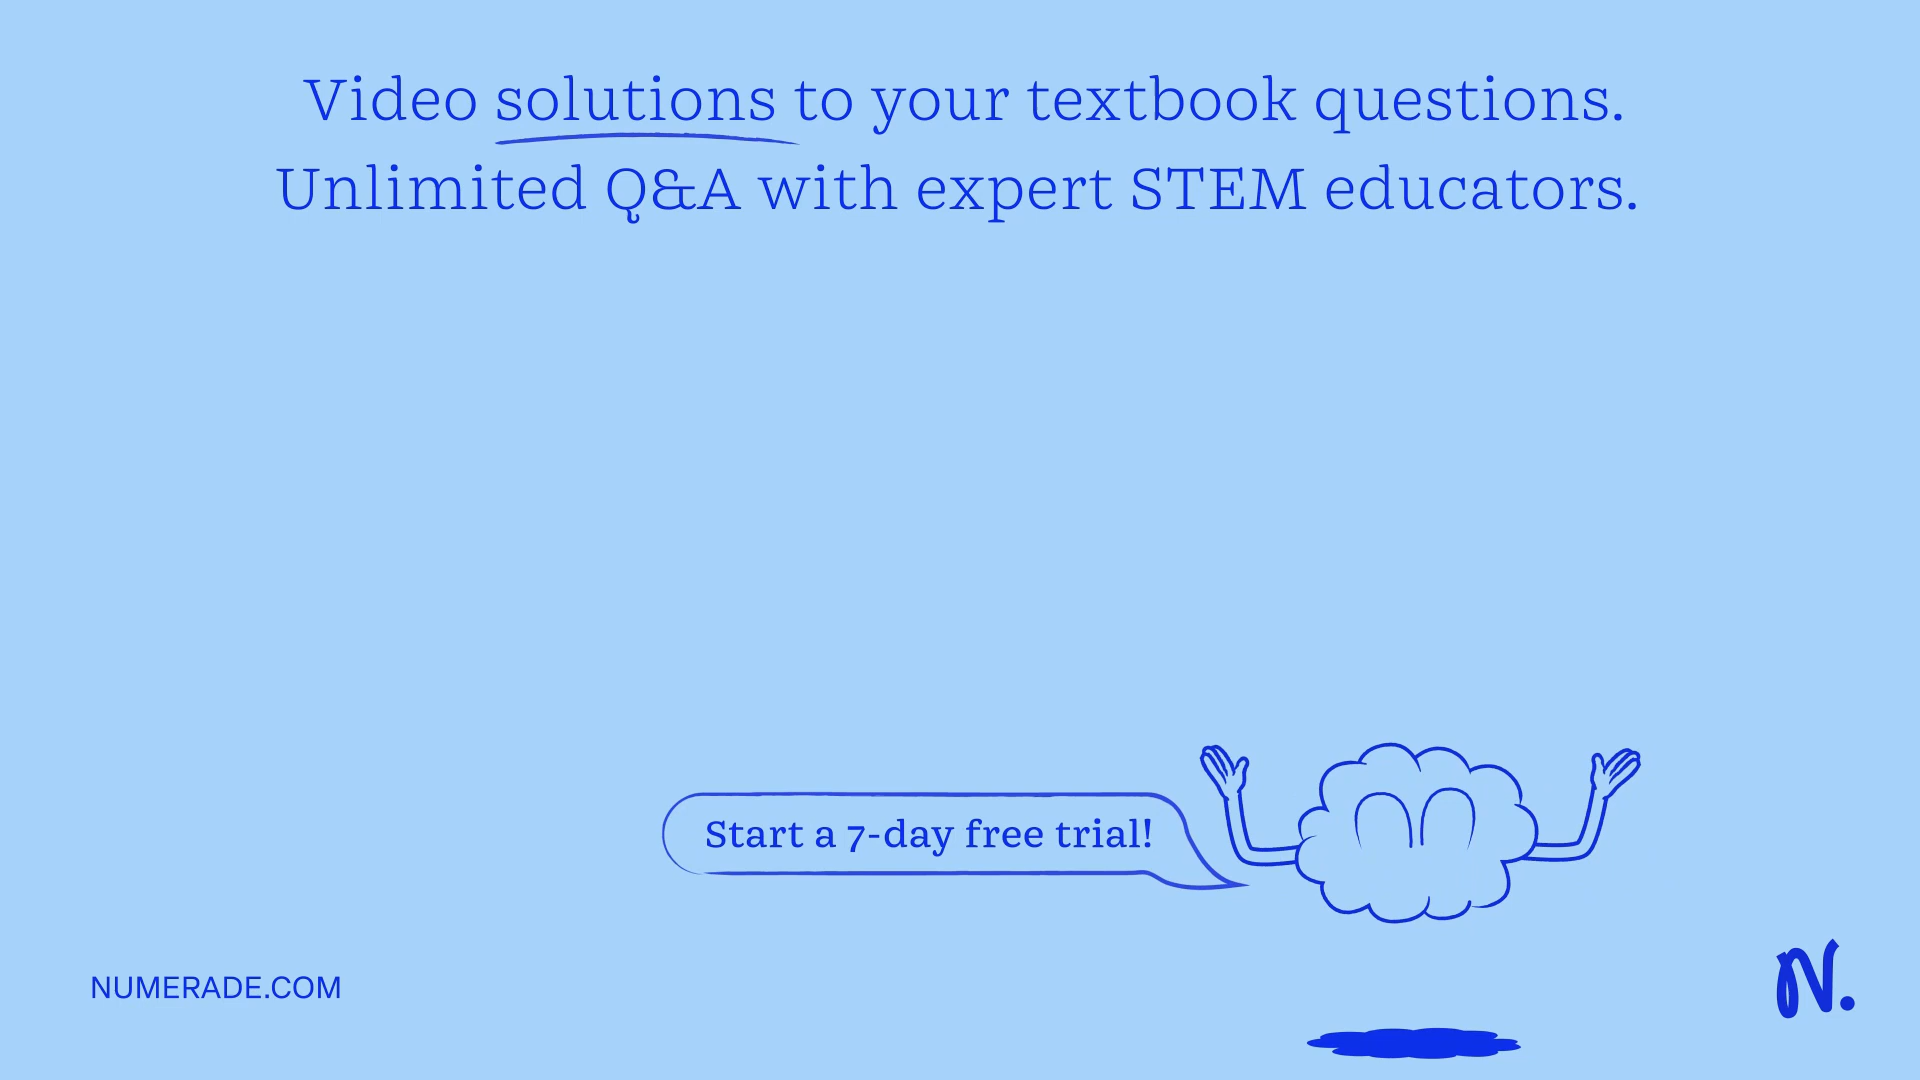 Video solutions to your textbook questions.
Unlimited Q&A with expert STEM educators.
Start a 7-day free trial!
NUMERADE.COM
N.